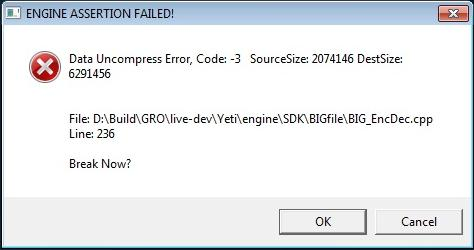 ENGINE ASSERTION FAILED!
Data Uncompress Error, Code: -3   SourceSize: 2074146 DestSize:
6291456
File: D:\Build\GRO\live-dev\Yeti\engine\SDK\BIGfile\BIG_EncDec.cpp
Line: 236
Break Now?
OK
Cancel